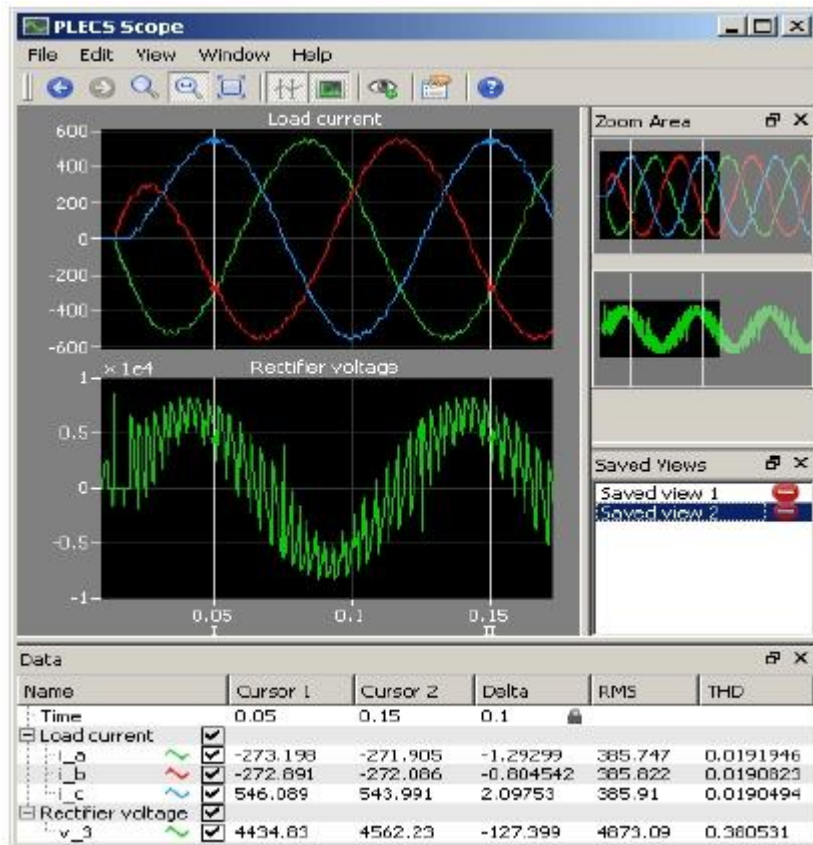 PLECS Scope
File Edit View Window Help
Load current
600
400
200
0
-200
-400
-600
× 1e4
Rectifier voltage
1
0.5
0
-0.5
-1
0.05 0.1 0.15
I II
Zoom Area
Saved Views
Saved view 1
Saved view 2
Data
Name Cursor 1 Cursor 2 Delta RMS THD
Time 0.05 0.15 0.1
Load current
i_a -273.198 -271.905 -1.29299 385.747 0.0191946
i_b -272.891 -272.086 -0.804542 385.822 0.0190823
i_c 546.089 543.991 2.09753 385.91 0.0190494
Rectifier voltage
v_3 4434.83 4562.23 -127.399 4873.09 0.380531